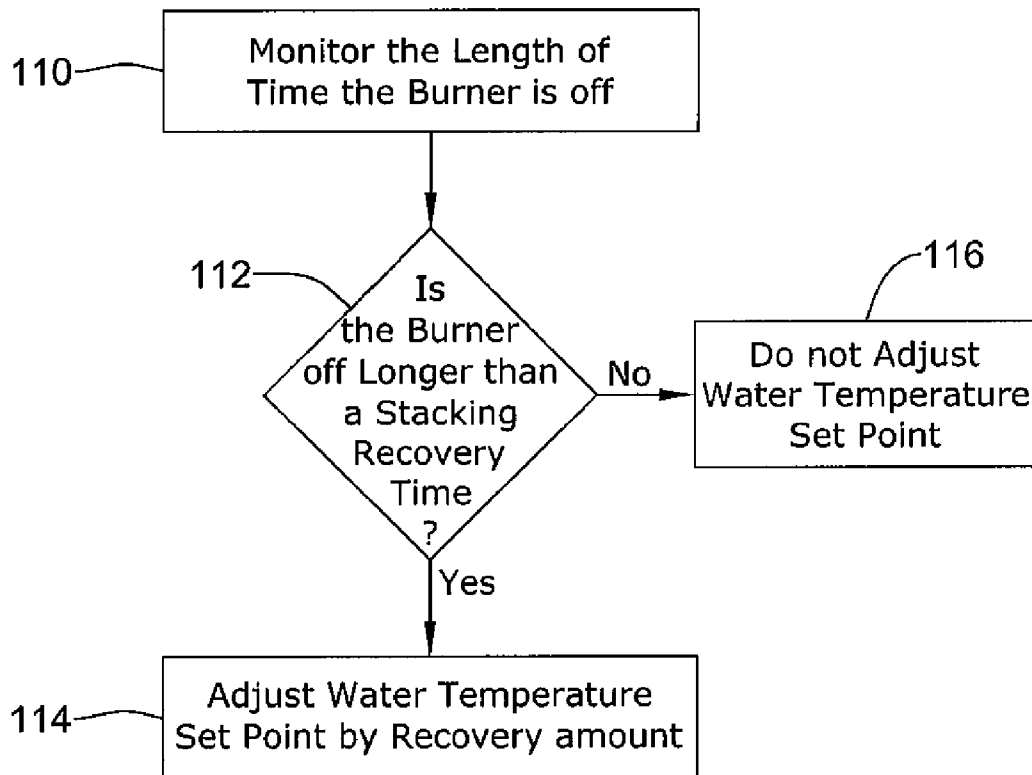 110
Monitor the Length of
Time the Burner is off
112
Is
the Burner
off Longer than
a Stacking
Recovery
Time
?
No
116
Do not Adjust
Water Temperature
Set Point
Yes
114
Adjust Water Temperature
Set Point by Recovery amount